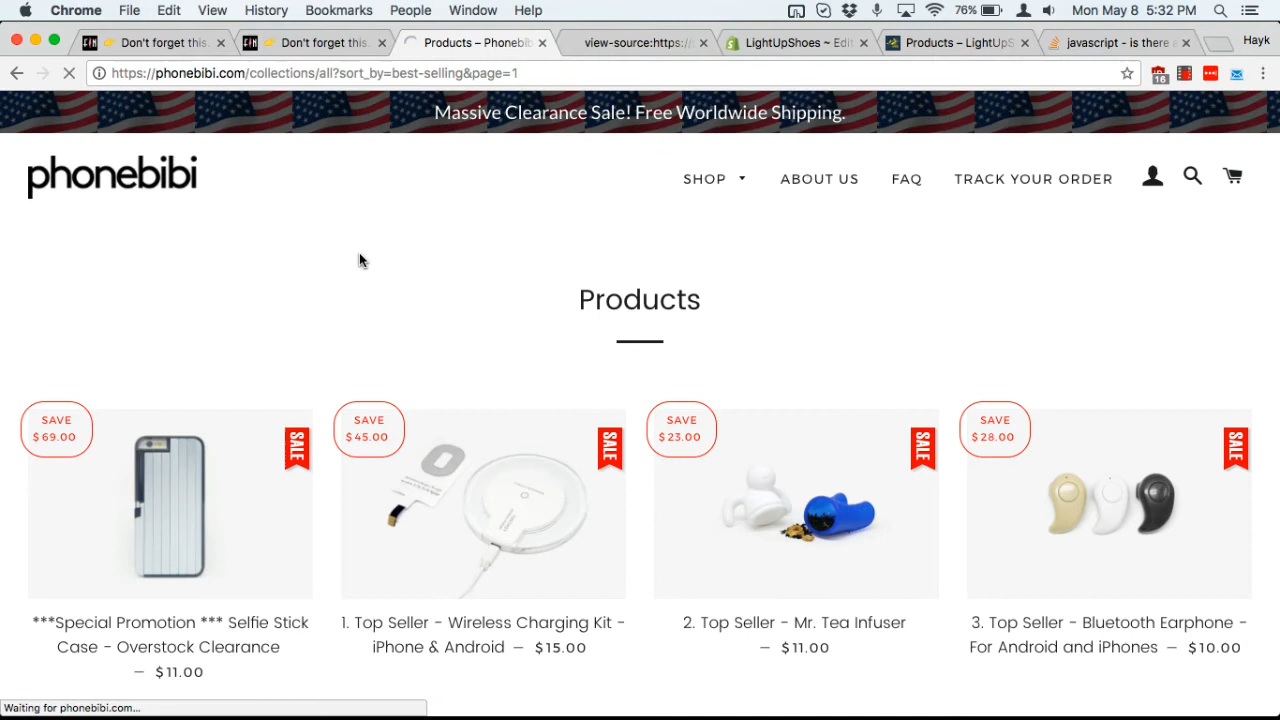 Chrome File Edit View History Bookmarks People Window Help 76% Mon May 8 5:32 PM
Don't forget this. Don't forget this. Products – Phonebib view-source:https:// LightUpShoes ~ Edit Products – LightUpS javascript - is there Hayk
https://phonebibi.com/collections/all?sort_by=best-selling&page=1 16
Massive Clearance Sale! Free Worldwide Shipping.
phonebibi SHOP ABOUT US FAQ TRACK YOUR ORDER
Products
SAVE SAVE SAVE SAVE
$69.00 $45.00 $23.00 $28.00
SALE SALE SALE SALE
***Special Promotion *** Selfie Stick
Case - Overstock Clearance
— $11.00
1. Top Seller - Wireless Charging Kit -
iPhone & Android — $15.00
2. Top Seller - Mr. Tea Infuser
— $11.00
3. Top Seller - Bluetooth Earphone -
For Android and iPhones — $10.00
Waiting for phonebibi.com...